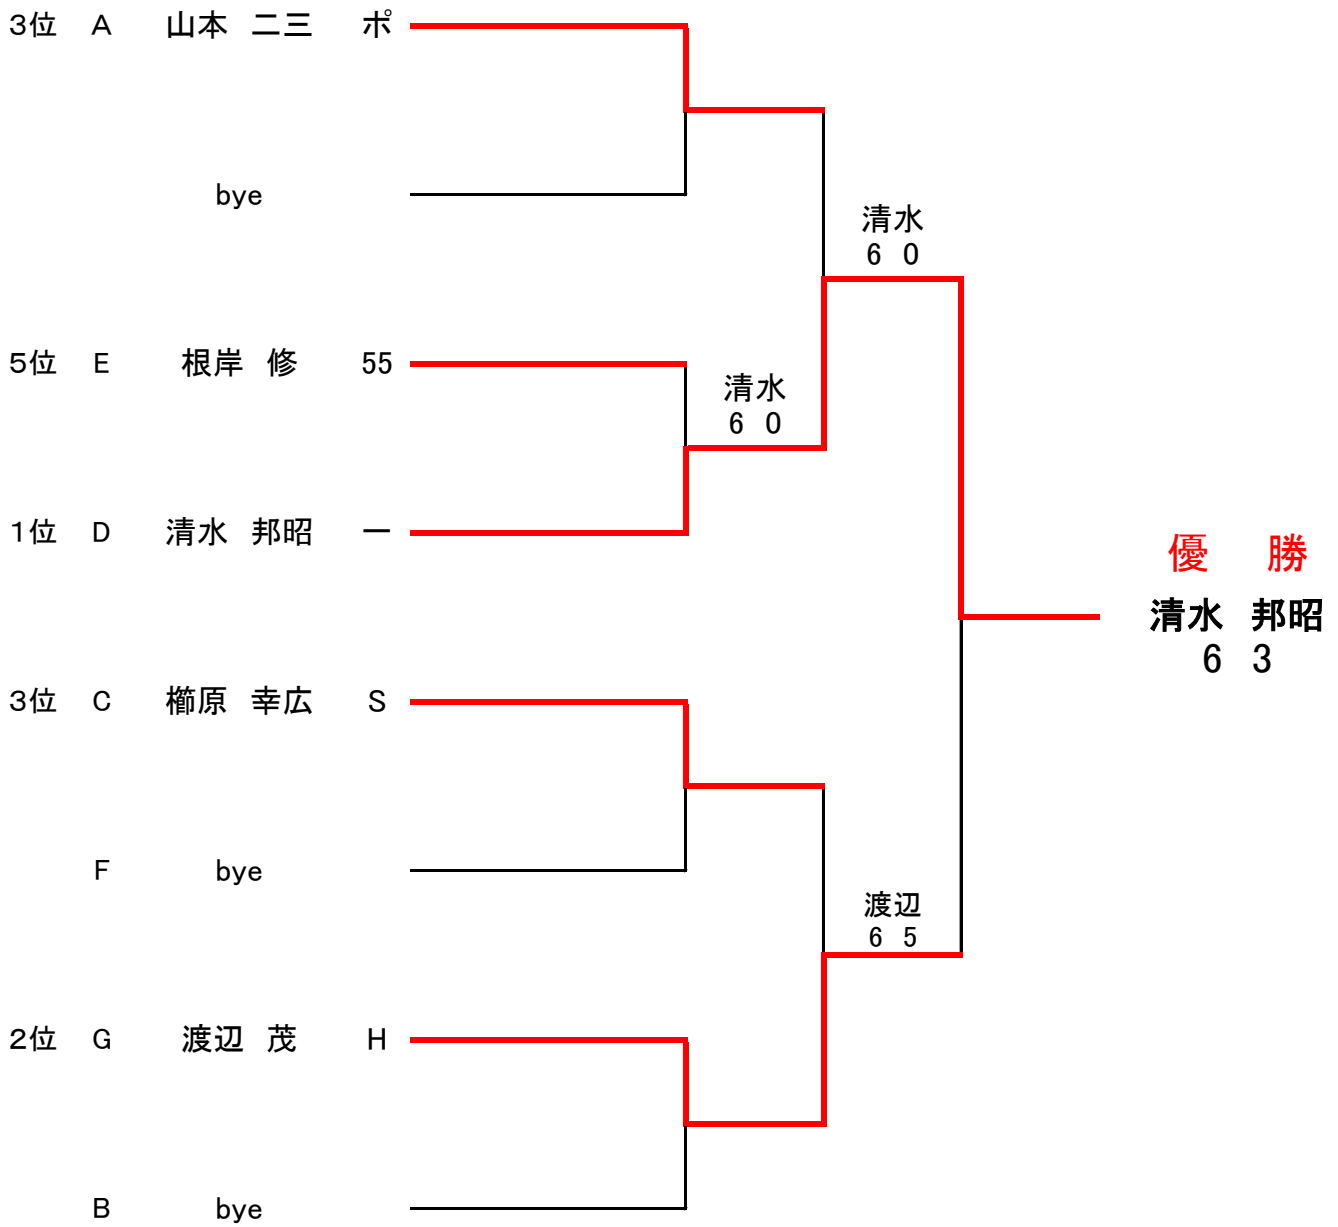 3位 A 山本 二三 ポ
bye
清水
6 0
5位 E 根岸 修 55
清水
6 0
1位 D 清水 邦昭 一
優 勝
清水 邦昭
6 3
3位 C 櫛原 幸広 S
F bye
渡辺
6 5
2位 G 渡辺 茂 H
B bye